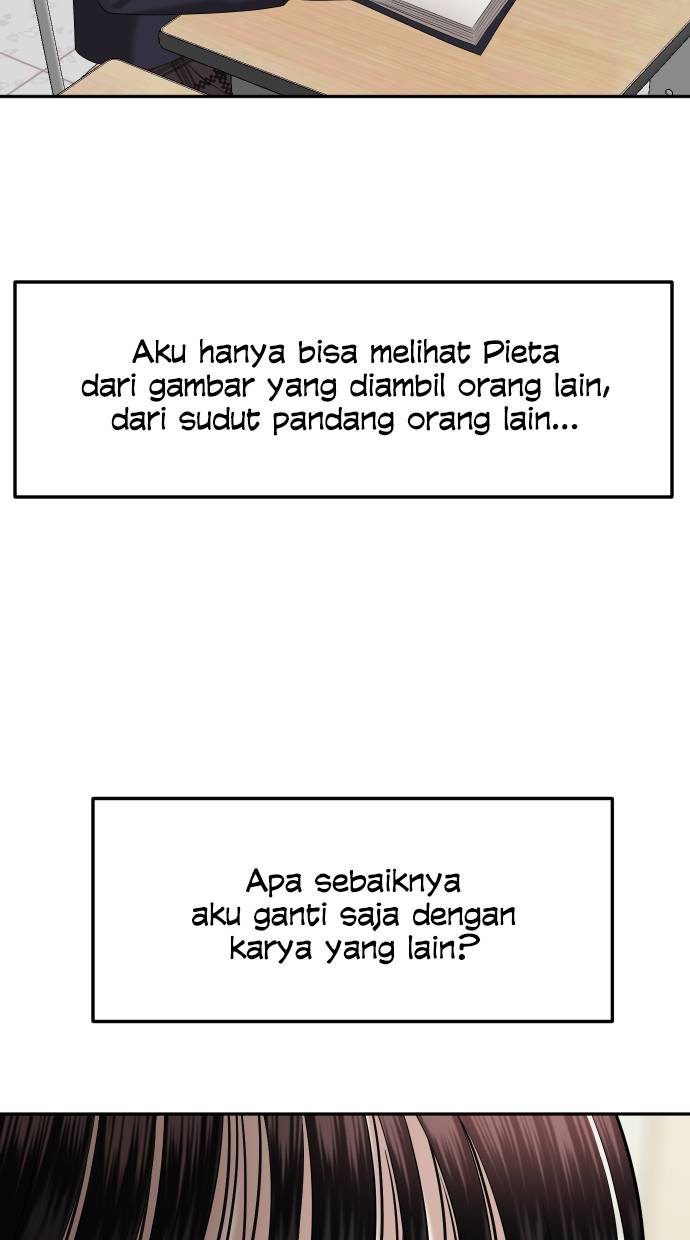 Aku hanya bisa melihat Pieta
dari gambar yang diambil orang lain,
dari sudut pandang orang lain...
Apa sebaiknya
aku ganti saja dengan
karya yang lain?